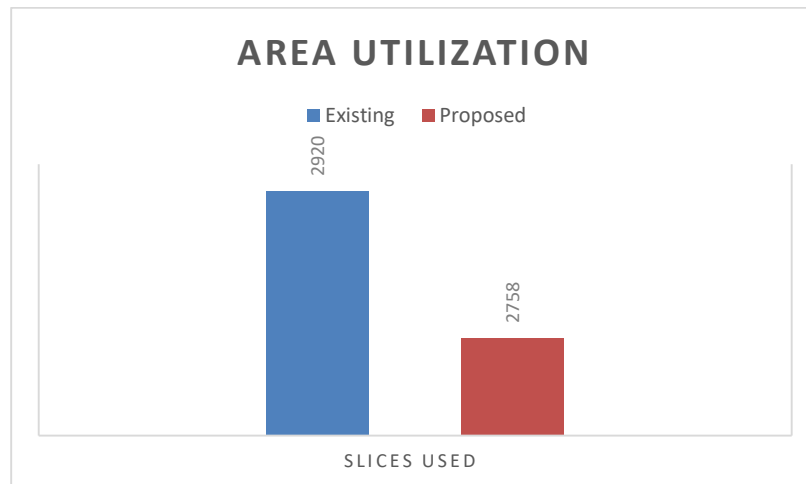 AREA UTILIZATION
Existing Proposed
2920
2758
SLICES USED